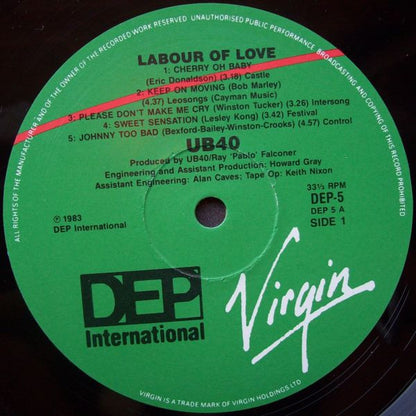 ALL RIGHTS OF THE MANUFACTURER AND OF THE OWNER OF THE RECORDED WORK RESERVED UNAUTHORISED PUBLIC PERFORMANCE BROADCASTING AND COPYING OF THIS RECORD PROHIBITED
LABOUR OF LOVE
1: CHERRY OH BABY
(Eric Donaldson) (3.18) Castle
2: KEEP ON MOVING (Bob Marley)
(4.37) Leosongs (Cayman Music)
3: PLEASE DON'T MAKE ME CRY (Winston Tucker) (3.26) Intersong
4: SWEET SENSATION (Lesley Kong) (3.42) Festival
5: JOHNNY TOO BAD (Bexford-Bailey-Winston-Crooks) (4.57) Control
UB40
Produced by UB40/Ray 'Pablo' Falconer
Engineering and Assistant Production: Howard Gray
Assistant Engineering: Alan Caves; Tape Op: Keith Nixon
33⅓ RPM
DEP-5
DEP 5 A
SIDE 1
℗ 1983
DEP International
DEP
International
Virgin
VIRGIN IS A TRADE MARK OF VIRGIN HOLDINGS LTD